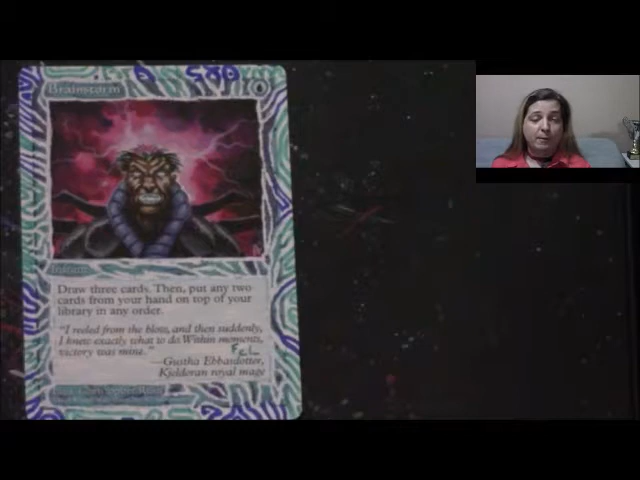 Brainstorm
Instant
Draw three cards. Then, put any two
cards from your hand on top of your
library in any order.
"I reeled from the blow, and then suddenly,
I knew exactly what to do. Within moments,
victory was mine."
—Gustha Ebbasdotter,
Kjeldoran royal mage